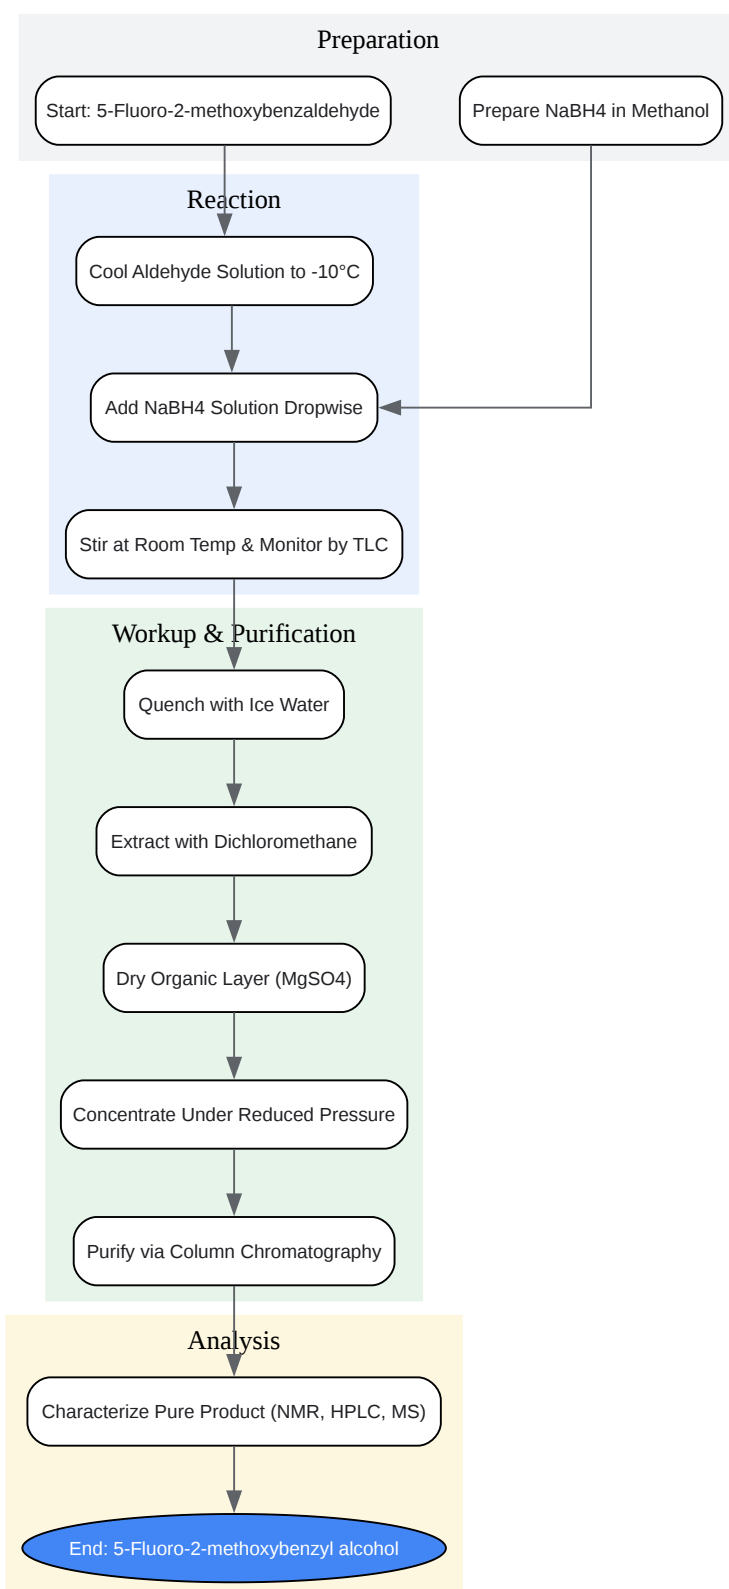 Preparation
Start: 5-Fluoro-2-methoxybenzaldehyde
Prepare NaBH4 in Methanol
Reaction
Cool Aldehyde Solution to -10°C
Add NaBH4 Solution Dropwise
Stir at Room Temp & Monitor by TLC
Workup & Purification
Quench with Ice Water
Extract with Dichloromethane
Dry Organic Layer (MgSO4)
Concentrate Under Reduced Pressure
Purify via Column Chromatography
Analysis
Characterize Pure Product (NMR, HPLC, MS)
End: 5-Fluoro-2-methoxybenzyl alcohol